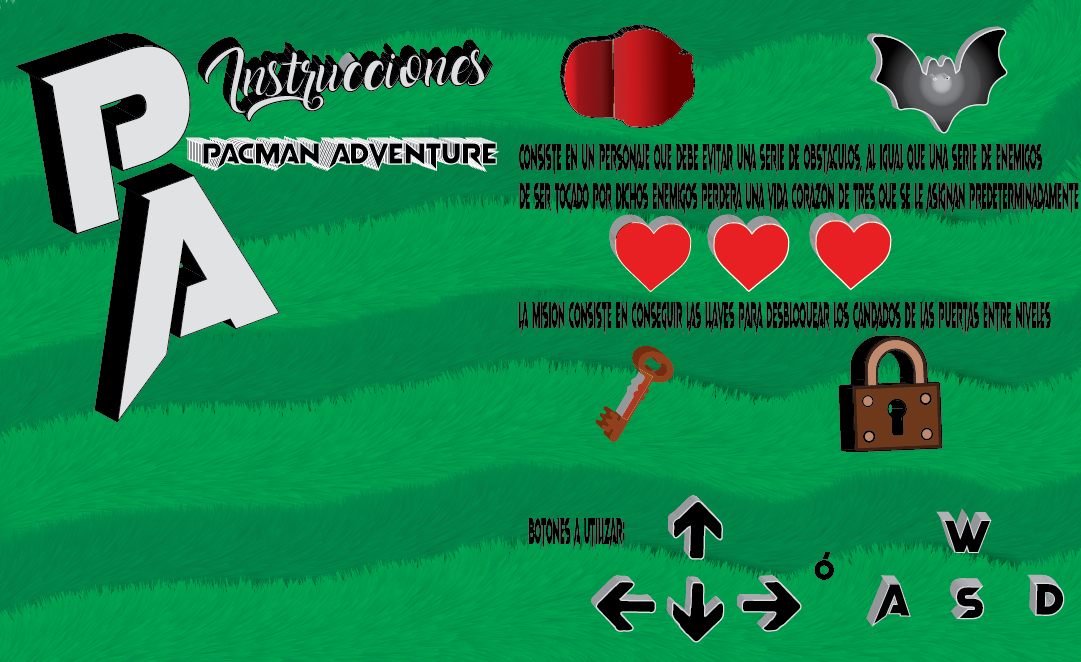 PA
Instrucciones
PACMAN ADVENTURE
CONSISTE EN UN PERSONAJE QUE DEBE EVITAR UNA SERIE DE OBSTACULOS, AL IGUAL QUE UNA SERIE DE ENEMIGOS
DE SER TOCADO POR DICHOS ENEMIGOS PERDERA UNA VIDA CORAZON DE TRES QUE SE LE ASIGNAN PREDETERMINADAMENTE
LA MISION CONSISTE EN CONSEGUIR LAS LLAVES PARA DESBLOQUEAR LOS CANDADOS DE LAS PUERTAS ENTRE NIVELES
BOTONES A UTILIZAR:
ó
W
A S D